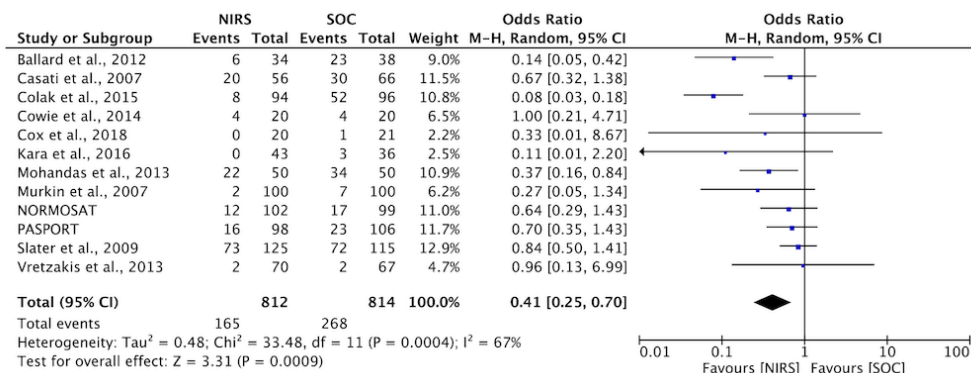 NIRS SOC Odds Ratio Odds Ratio
Study or Subgroup Events Total Events Total Weight M-H, Random, 95% CI M-H, Random, 95% CI
Ballard et al., 2012 6 34 23 38 9.0% 0.14 [0.05, 0.42]
Casati et al., 2007 20 56 30 66 11.5% 0.67 [0.32, 1.38]
Colak et al., 2015 8 94 52 96 10.8% 0.08 [0.03, 0.18]
Cowie et al., 2014 4 20 4 20 6.5% 1.00 [0.21, 4.71]
Cox et al., 2018 0 20 1 21 2.2% 0.33 [0.01, 8.67]
Kara et al., 2016 0 43 3 36 2.5% 0.11 [0.01, 2.20]
Mohandas et al., 2013 22 50 34 50 10.9% 0.37 [0.16, 0.84]
Murkin et al., 2007 2 100 7 100 6.2% 0.27 [0.05, 1.34]
NORMOSAT 12 102 17 99 11.0% 0.64 [0.29, 1.43]
PASPORT 16 98 23 106 11.7% 0.70 [0.35, 1.43]
Slater et al., 2009 73 125 72 115 12.9% 0.84 [0.50, 1.41]
Vretzakis et al., 2013 2 70 2 67 4.7% 0.96 [0.13, 6.99]
Total (95% CI) 812 814 100.0% 0.41 [0.25, 0.70]
Total events 165 268
Heterogeneity: Tau² = 0.48; Chi² = 33.48, df = 11 (P = 0.0004); I² = 67%
Test for overall effect: Z = 3.31 (P = 0.0009)
0.01 0.1 1 10 100
Favours [NIRS] Favours [SOC]